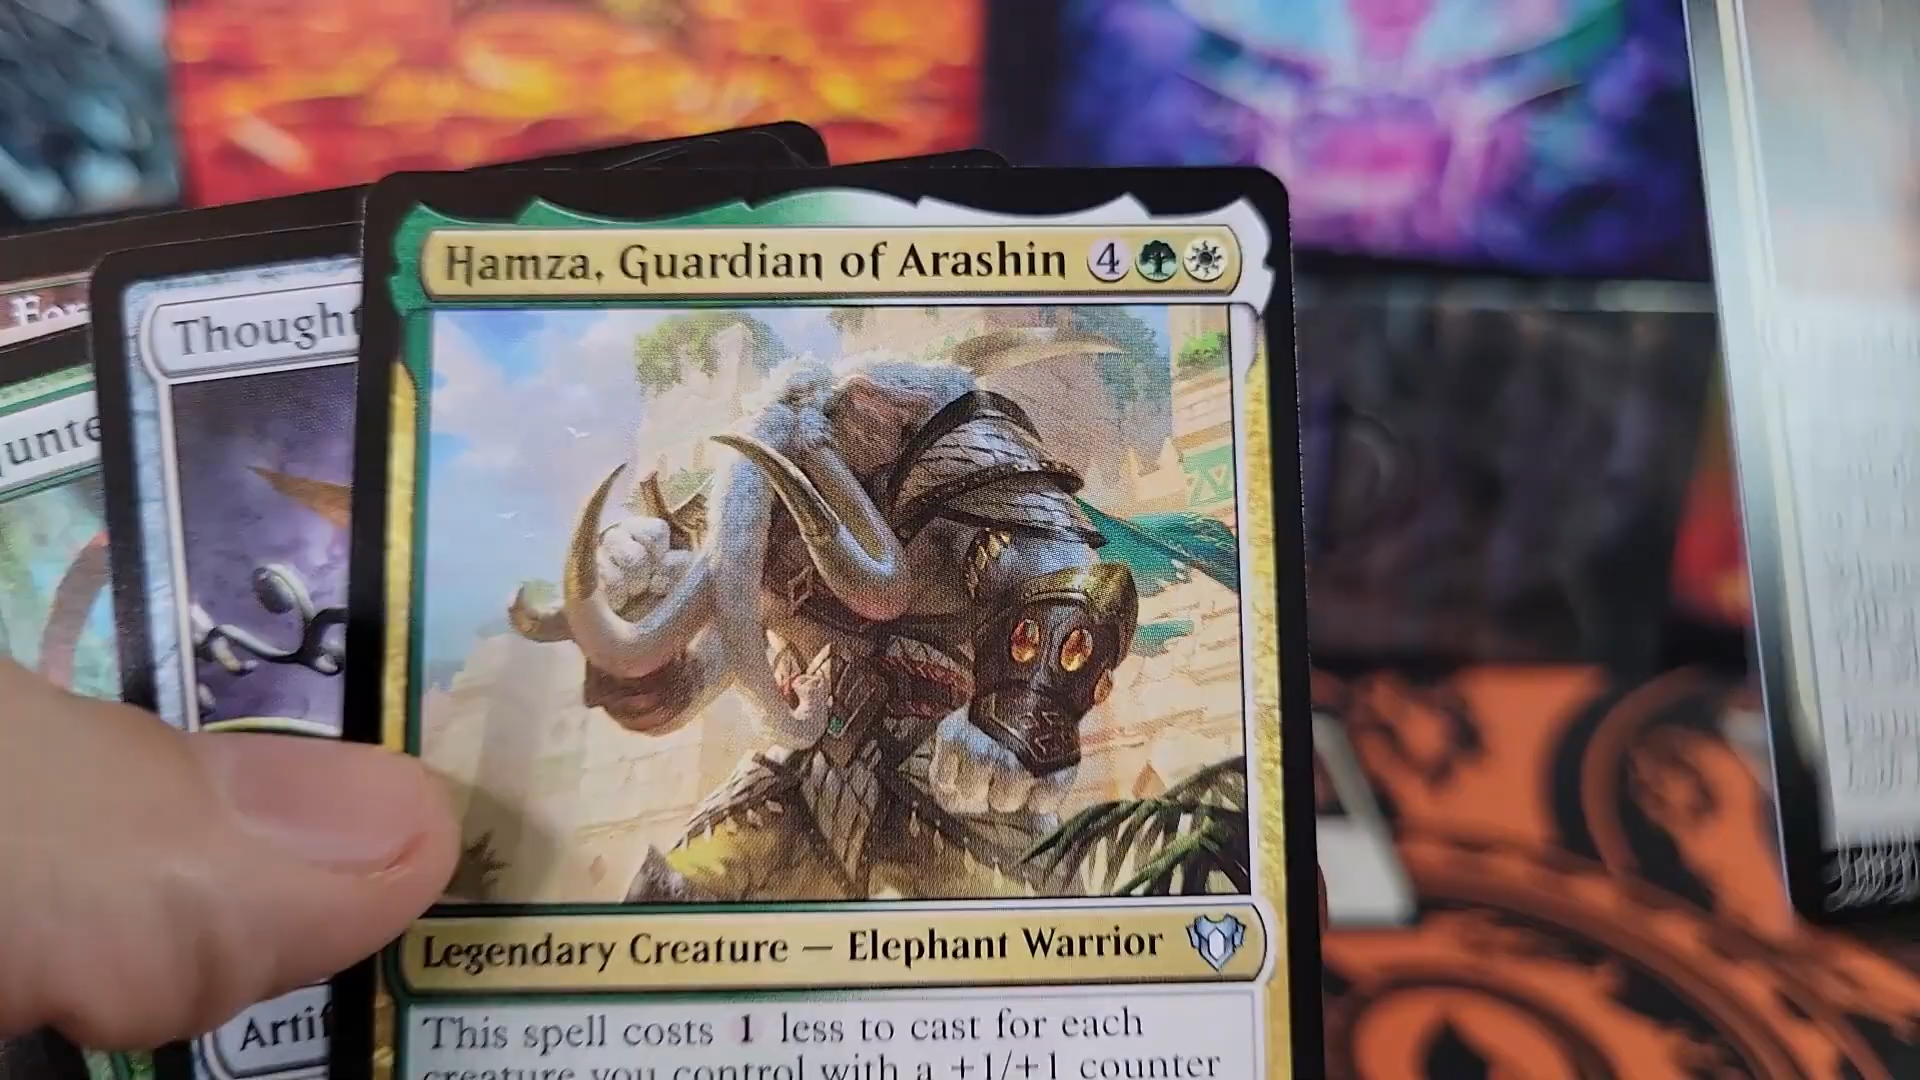 Hamza, Guardian of Arashin 4
Thought
unte
Legendary Creature — Elephant Warrior
Artif
This spell costs 1 less to cast for each
creature you control with a +1/+1 counter